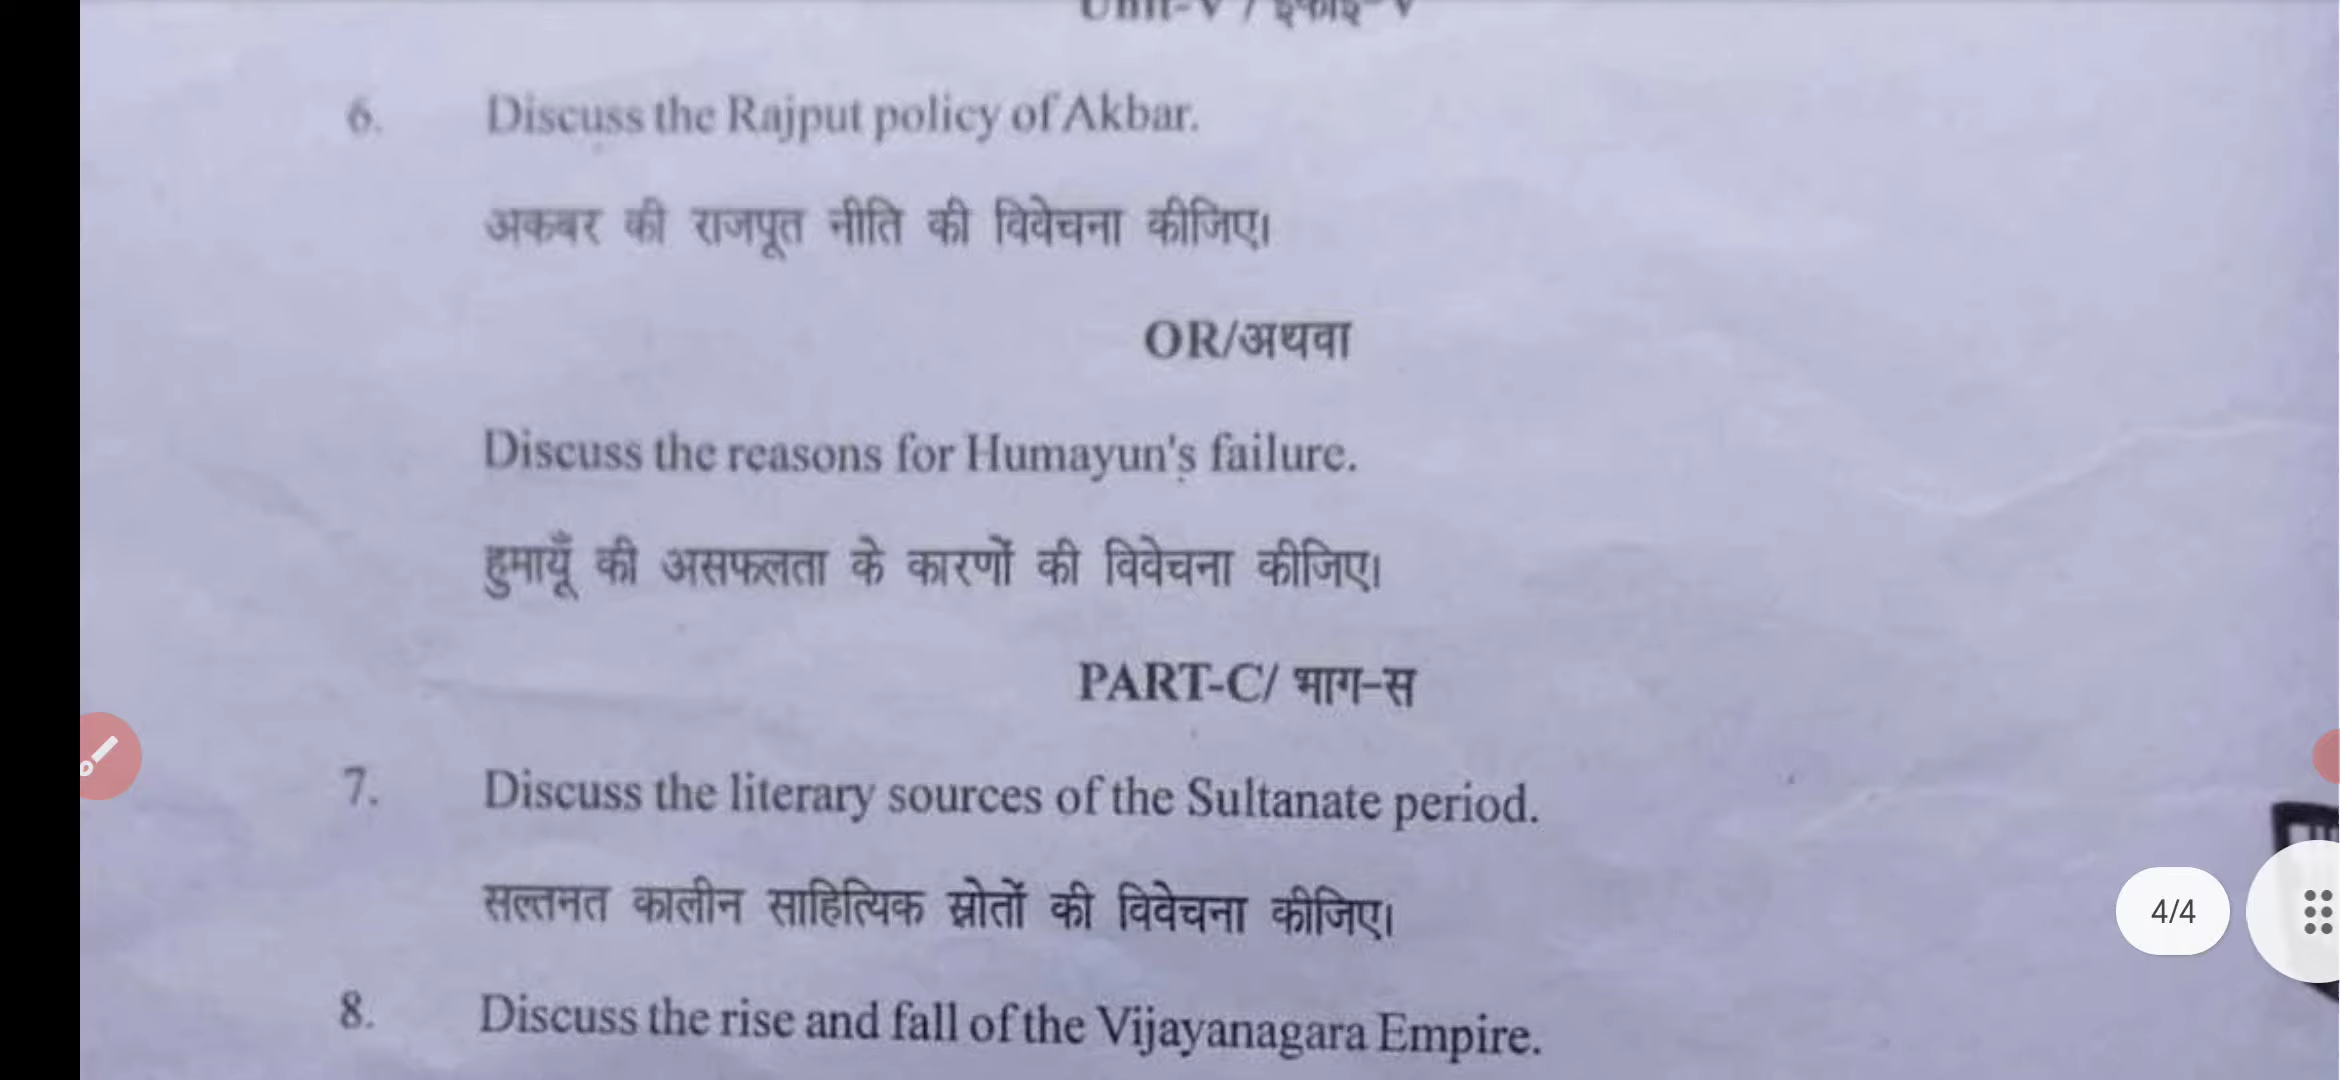 Unit-V / इकाई-V
6. Discuss the Rajput policy of Akbar.
अकबर की राजपूत नीति की विवेचना कीजिए।
OR/अथवा
Discuss the reasons for Humayun's failure.
हुमायूँ की असफलता के कारणों की विवेचना कीजिए।
PART-C/ भाग-स
7. Discuss the literary sources of the Sultanate period.
सल्तनत कालीन साहित्यिक स्रोतों की विवेचना कीजिए।
4/4
8. Discuss the rise and fall of the Vijayanagara Empire.